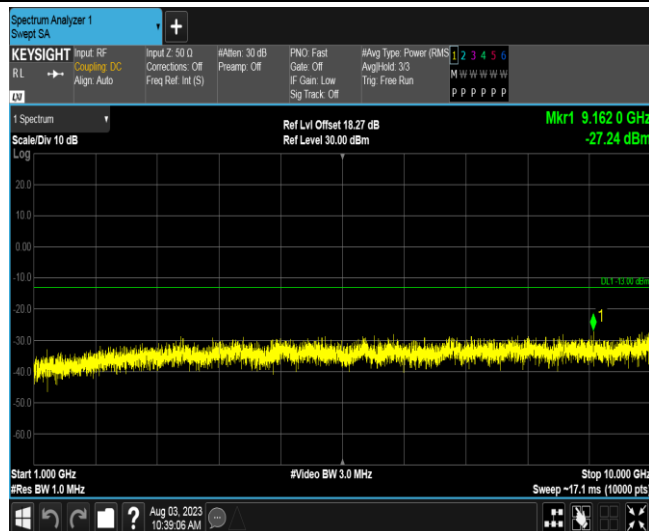 Spectrum Analyzer 1
Swept SA
+
KEYSIGHT
RL
Input: RF
Coupling: DC
Align: Auto
Input Z: 50 Ω
Corrections: Off
Freq Ref: Int (S)
#Atten: 30 dB
Preamp: Off
PNO: Fast
Gate: Off
IF Gain: Low
Sig Track: Off
#Avg Type: Power (RMS
Avg|Hold: 3/3
Trig: Free Run
1 2 3 4 5 6
M W W W W W
P P P P P P
1 Spectrum
Scale/Div 10 dB
Log
Ref Lvl Offset 18.27 dB
Ref Level 30.00 dBm
Mkr1 9.162 0 GHz
-27.24 dBm
20.0
10.0
0.00
-10.0
DL1 -13.00 dBm
1
-20.0
-30.0
-40.0
-50.0
-60.0
Start 1.000 GHz
#Res BW 1.0 MHz
#Video BW 3.0 MHz
Stop 10.000 GHz
Sweep ~17.1 ms (10000 pts)
?
Aug 03, 2023
10:39:06 AM